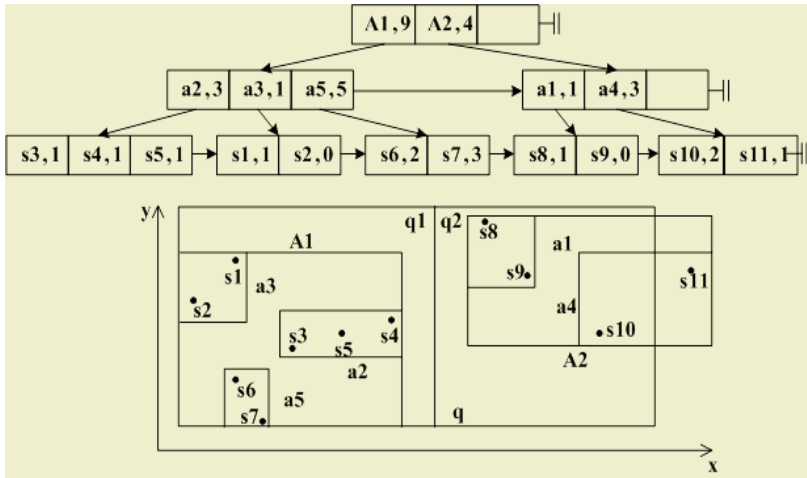 A1,9 A2,4
a2,3 a3,1 a5,5 a1,1 a4,3
s3,1 s4,1 s5,1 s1,1 s2,0 s6,2 s7,3 s8,1 s9,0 s10,2 s11,1
y q1 q2 s8
A1 a1
s1 a3 s9 s11
s2 a4
s3 s5 s4 s10
a2 A2
s6 a5
s7 q
x